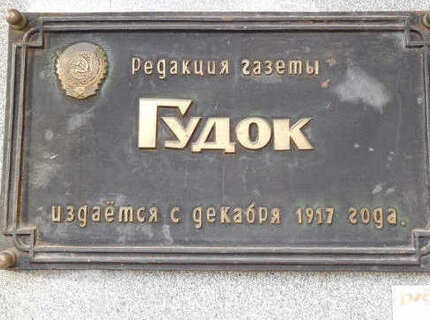 Редакция газеты
Гудок
издаётся с декабря 1917 года.